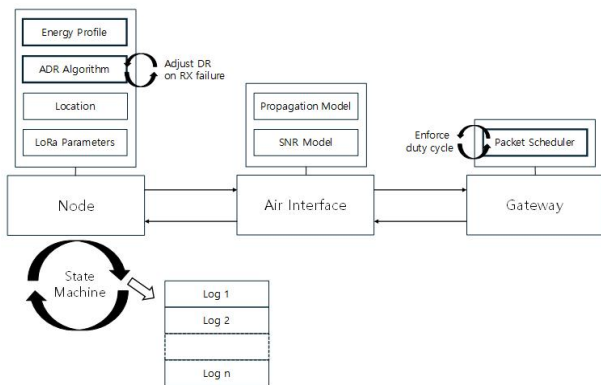 Energy Profile
ADR Algorithm
Adjust DR
on RX failure
Location
LoRa Parameters
Propagation Model
SNR Model
Enforce
duty cycle
Packet Scheduler
Node
Air Interface
Gateway
State
Machine
Log 1
Log 2
Log n